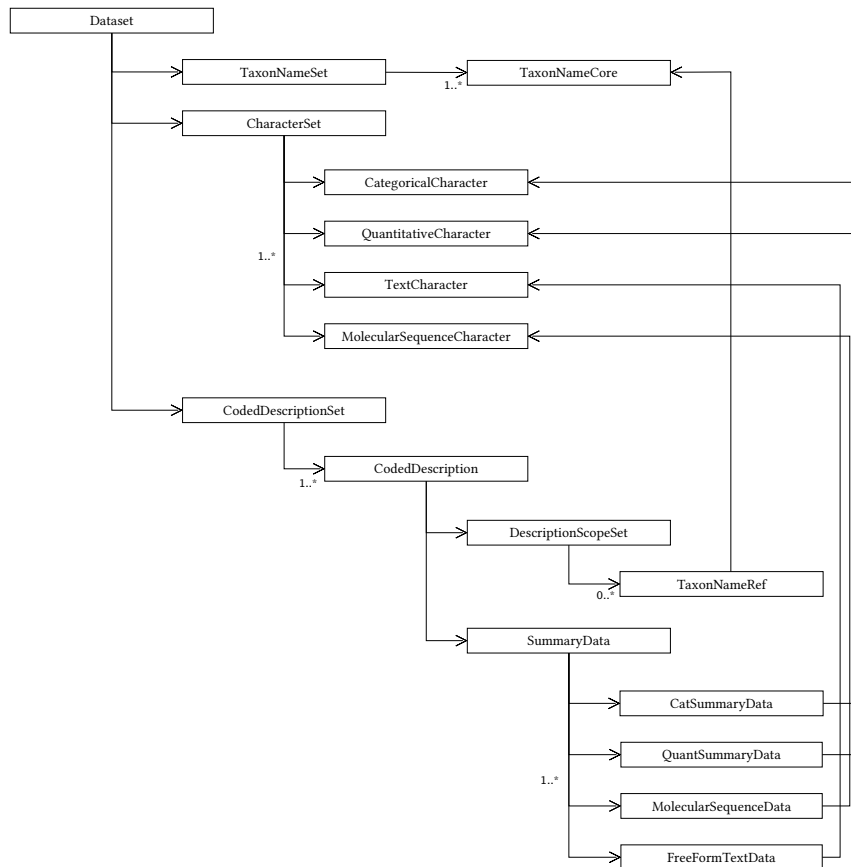 Dataset
TaxonNameSet
TaxonNameCore
1..*
CharacterSet
CategoricalCharacter
QuantitativeCharacter
1..*
TextCharacter
MolecularSequenceCharacter
CodedDescriptionSet
CodedDescription
1..*
DescriptionScopeSet
TaxonNameRef
0..*
SummaryData
CatSummaryData
QuantSummaryData
1..*
MolecularSequenceData
FreeFormTextData